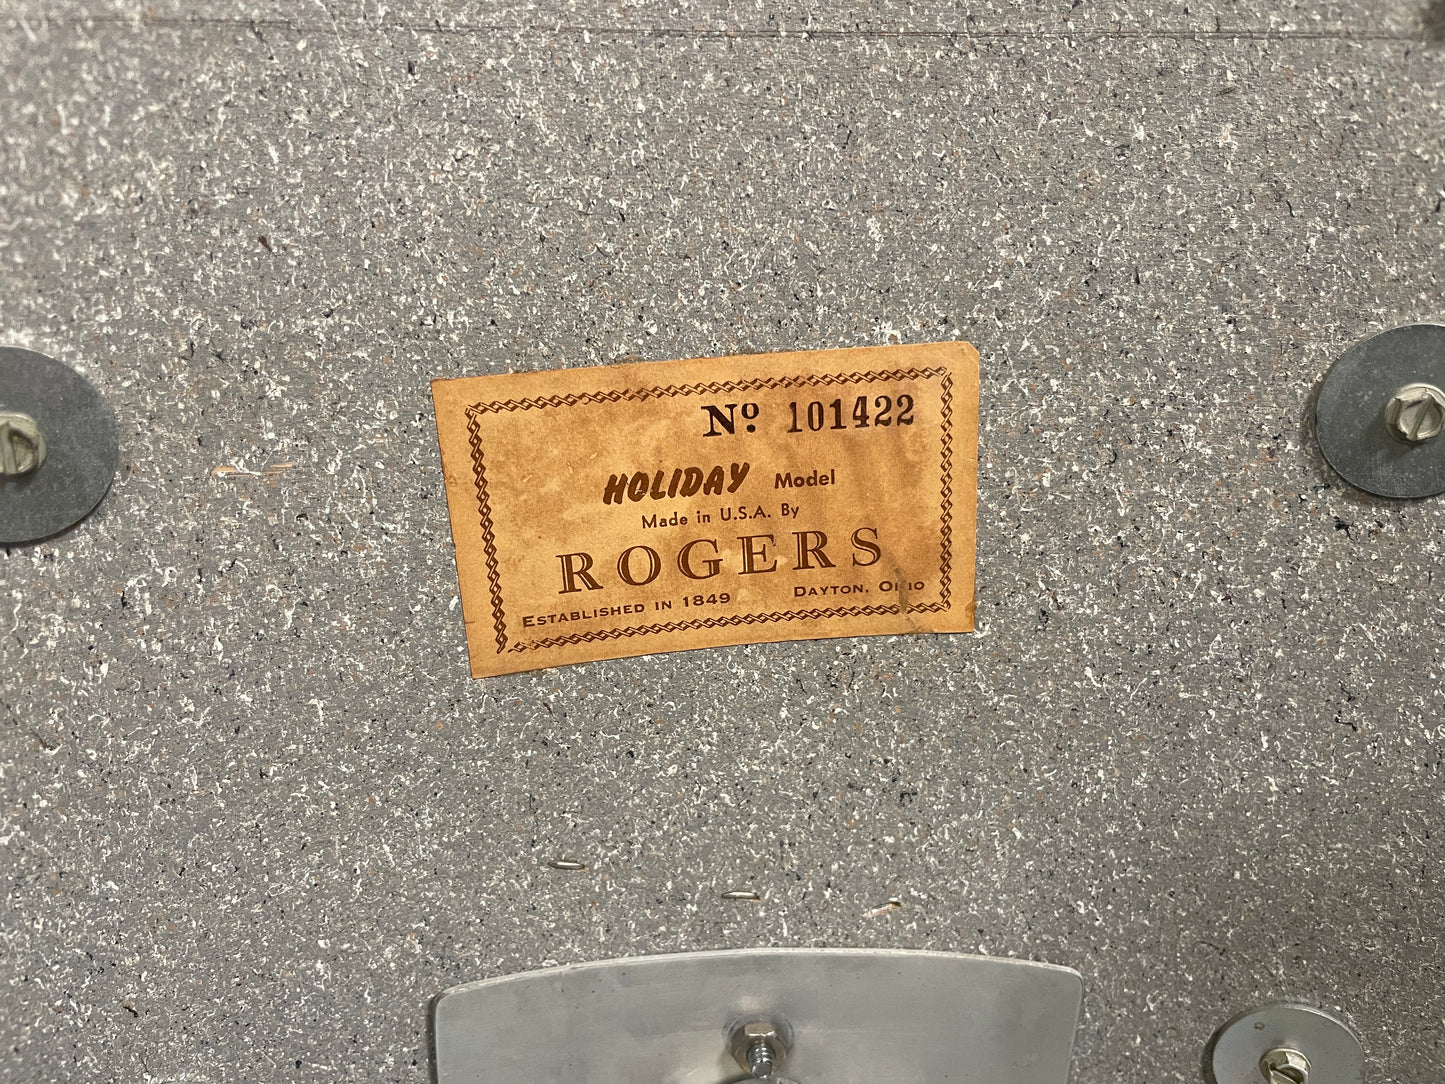 Nº 101422
HOLIDAY Model
Made in U.S.A. By
ROGERS
ESTABLISHED IN 1849 DAYTON, OHIO